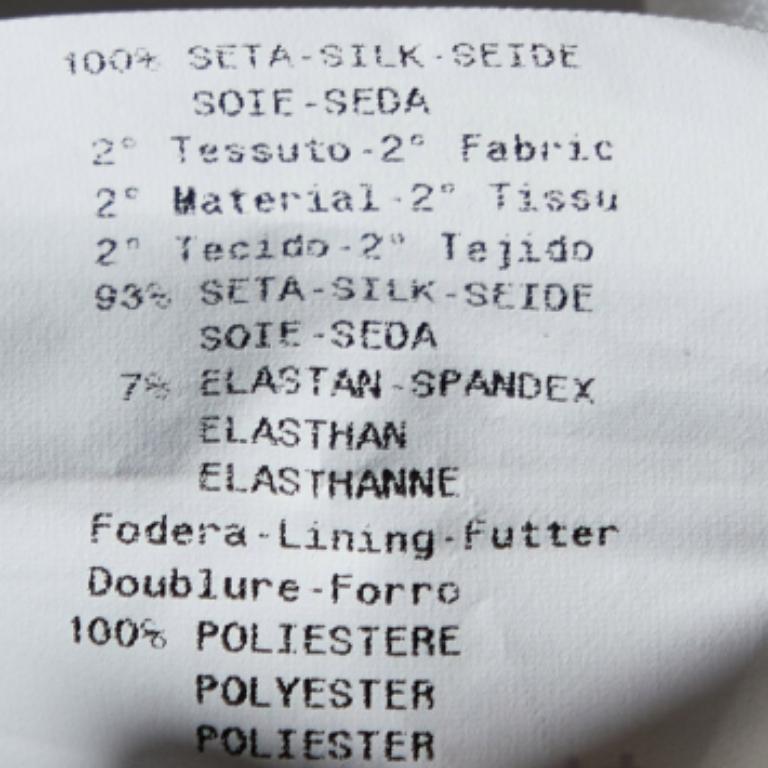 100% SETA-SILK-SEIDE
SOIE-SEDA
2° Tessuto-2° Fabric
2° Material-2° Tissu
2° Tecido-2° Tejido
93% SETA-SILK-SEIDE
SOIE-SEDA
7% ELASTAN-SPANDEX
ELASTHAN
ELASTHANNE
Fodera-Lining-Futter
Doublure-Forro
100% POLIESTERE
POLYESTER
POLIESTER